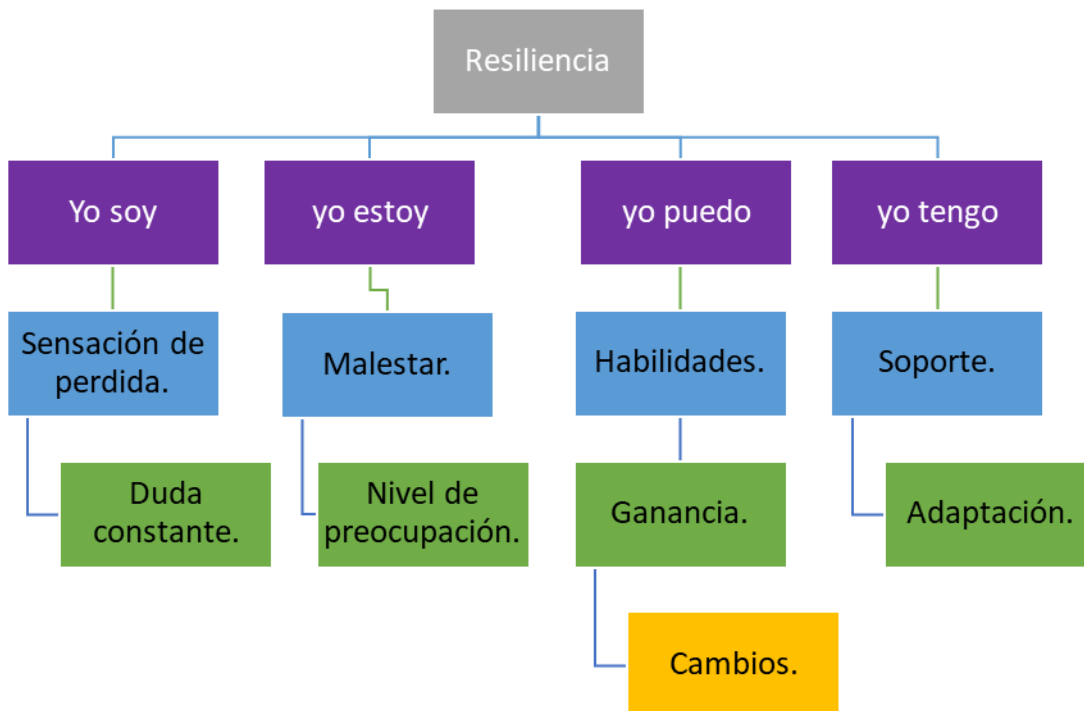 Resiliencia
Yo soy
yo estoy
yo puedo
yo tengo
Sensación de
perdida.
Malestar.
Habilidades.
Soporte.
Duda
constante.
Nivel de
preocupación.
Ganancia.
Adaptación.
Cambios.